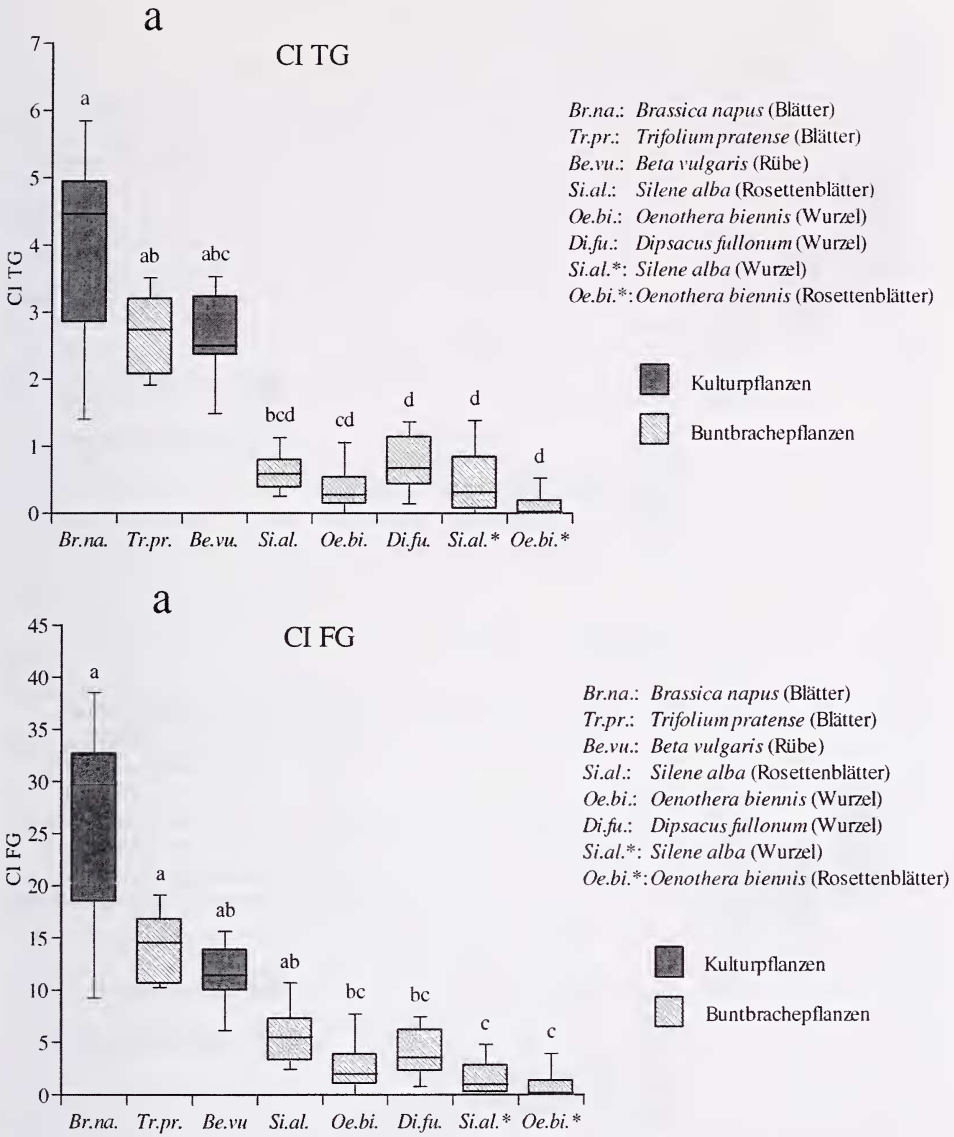 a
CI TG
7
6
5
4
3
2
1
0
CI TG
a
ab
abc
bcd
cd
d
d
d
Br.na. Tr.pr. Be.vu. Si.al. Oe.bi. Di.fu. Si.al.* Oe.bi.*
Br.na.: Brassica napus (Blätter)
Tr.pr.: Trifolium pratense (Blätter)
Be.vu.: Beta vulgaris (Rübe)
Si.al.: Silene alba (Rosettenblätter)
Oe.bi.: Oenothera biennis (Wurzel)
Di.fu.: Dipsacus fullonum (Wurzel)
Si.al.*: Silene alba (Wurzel)
Oe.bi.*: Oenothera biennis (Rosettenblätter)
Kulturpflanzen
Buntbrachepflanzen
a
CI FG
45
40
35
30
25
20
15
10
5
0
CI FG
a
a
ab
ab
bc
bc
c
c
Br.na. Tr.pr. Be.vu Si.al. Oe.bi. Di.fu. Si.al.* Oe.bi.*
Br.na.: Brassica napus (Blätter)
Tr.pr.: Trifolium pratense (Blätter)
Be.vu.: Beta vulgaris (Rübe)
Si.al.: Silene alba (Rosettenblätter)
Oe.bi.: Oenothera biennis (Wurzel)
Di.fu.: Dipsacus fullonum (Wurzel)
Si.al.*: Silene alba (Wurzel)
Oe.bi.*: Oenothera biennis (Rosettenblätter)
Kulturpflanzen
Buntbrachepflanzen